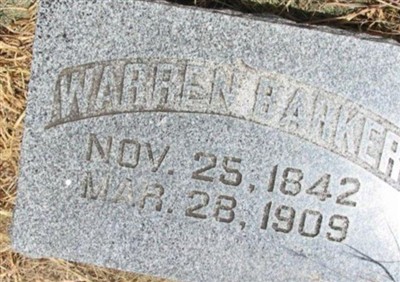 WARREN BARKER
NOV. 25, 1842
MAR. 28, 1909